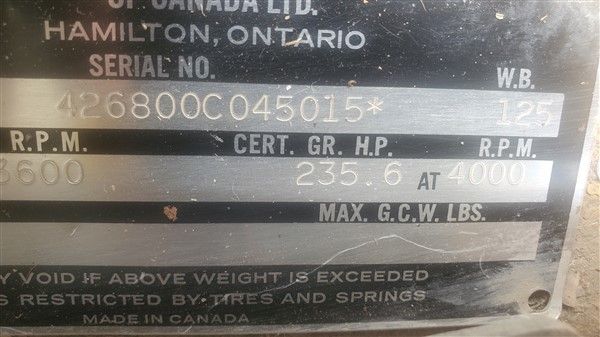 OF CANADA LTD.
HAMILTON, ONTARIO
SERIAL NO. W.B.
426800C045015* 125
R.P.M. CERT. GR. H.P. R.P.M.
3600 235.6 AT 4000
MAX. G.C.W. LBS.
VOID IF ABOVE WEIGHT IS EXCEEDED
RESTRICTED BY TIRES AND SPRINGS
MADE IN CANADA